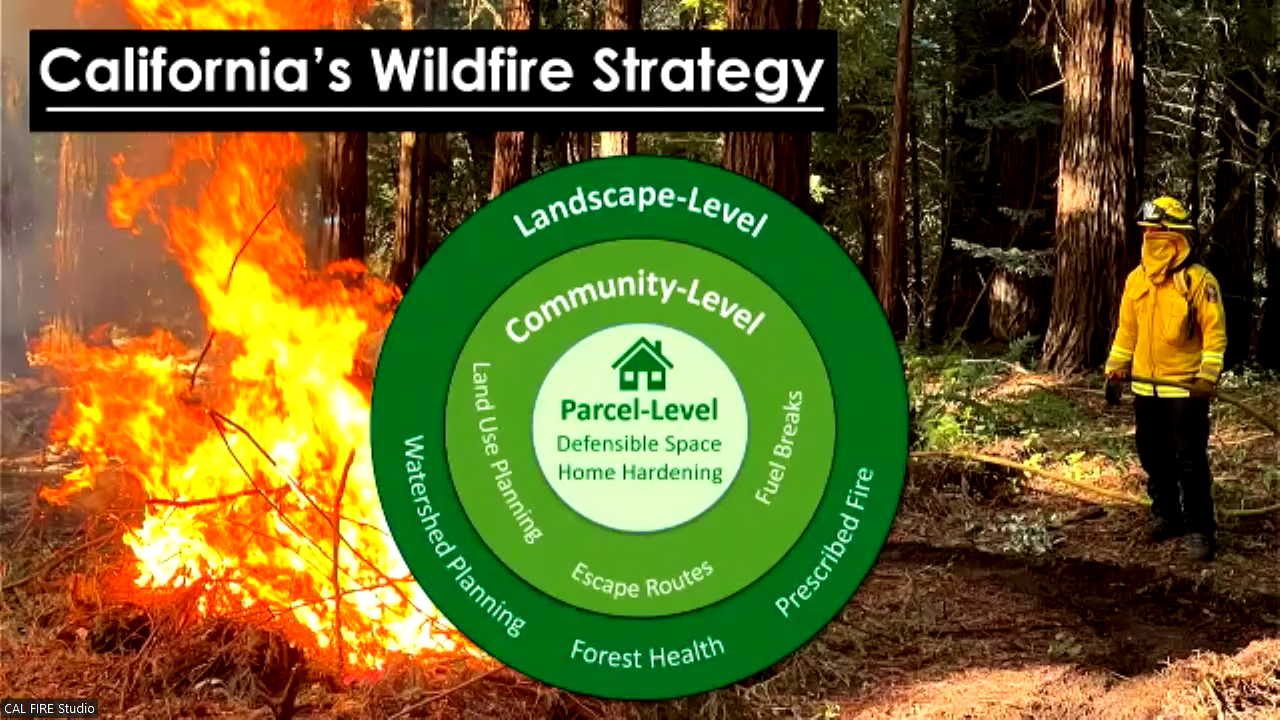 California's Wildfire Strategy
Landscape-Level
Community-Level
Parcel-Level
Defensible Space
Home Hardening
Land Use Planning
Escape Routes
Fuel Breaks
Watershed Planning
Forest Health
Prescribed Fire
CAL FIRE Studio